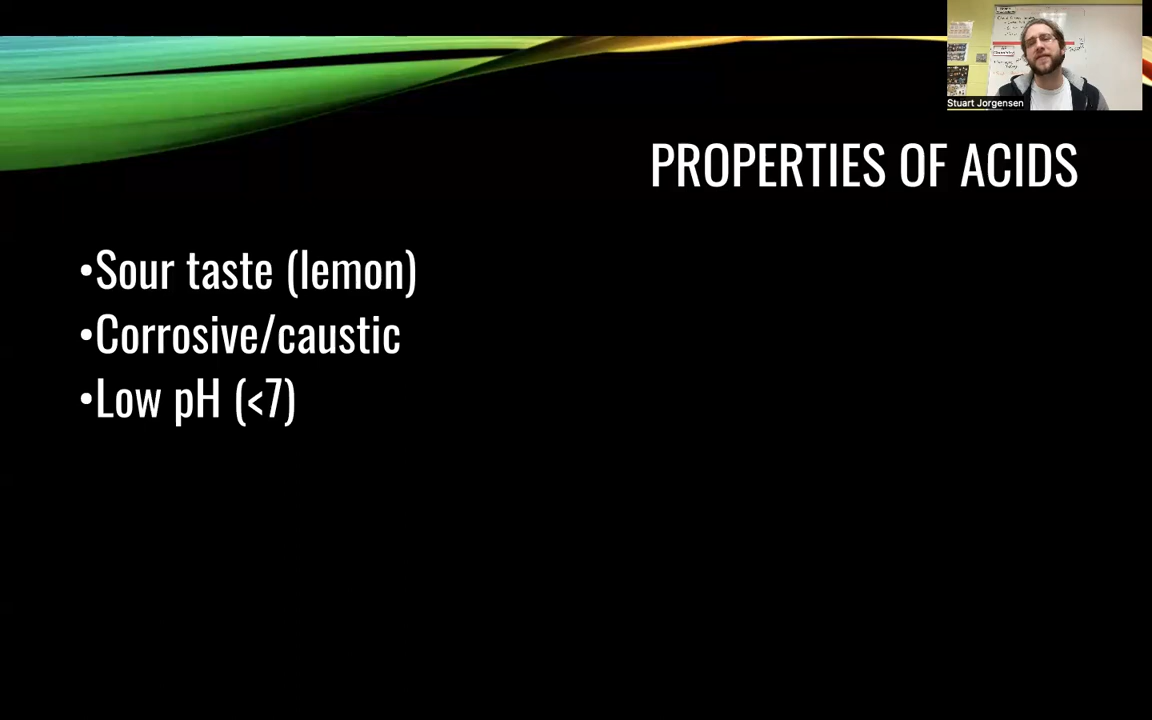 Stuart Jorgensen
PROPERTIES OF ACIDS
•Sour taste (lemon)
•Corrosive/caustic
•Low pH (<7)